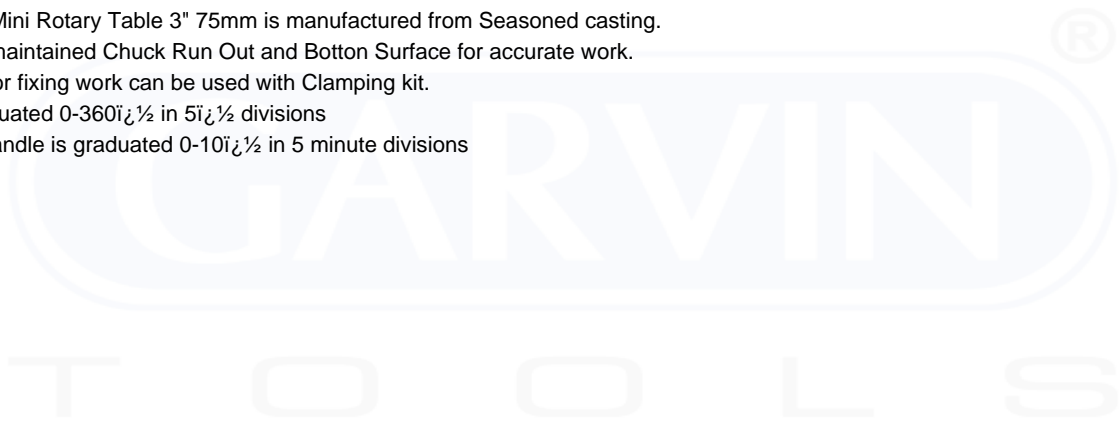 Mini Rotary Table 3" 75mm is manufactured from Seasoned casting.
maintained Chuck Run Out and Botton Surface for accurate work.
or fixing work can be used with Clamping kit.
uated 0-360ï¿½ in 5ï¿½ divisions
andle is graduated 0-10ï¿½ in 5 minute divisions
®
GARVIN
TOOLS